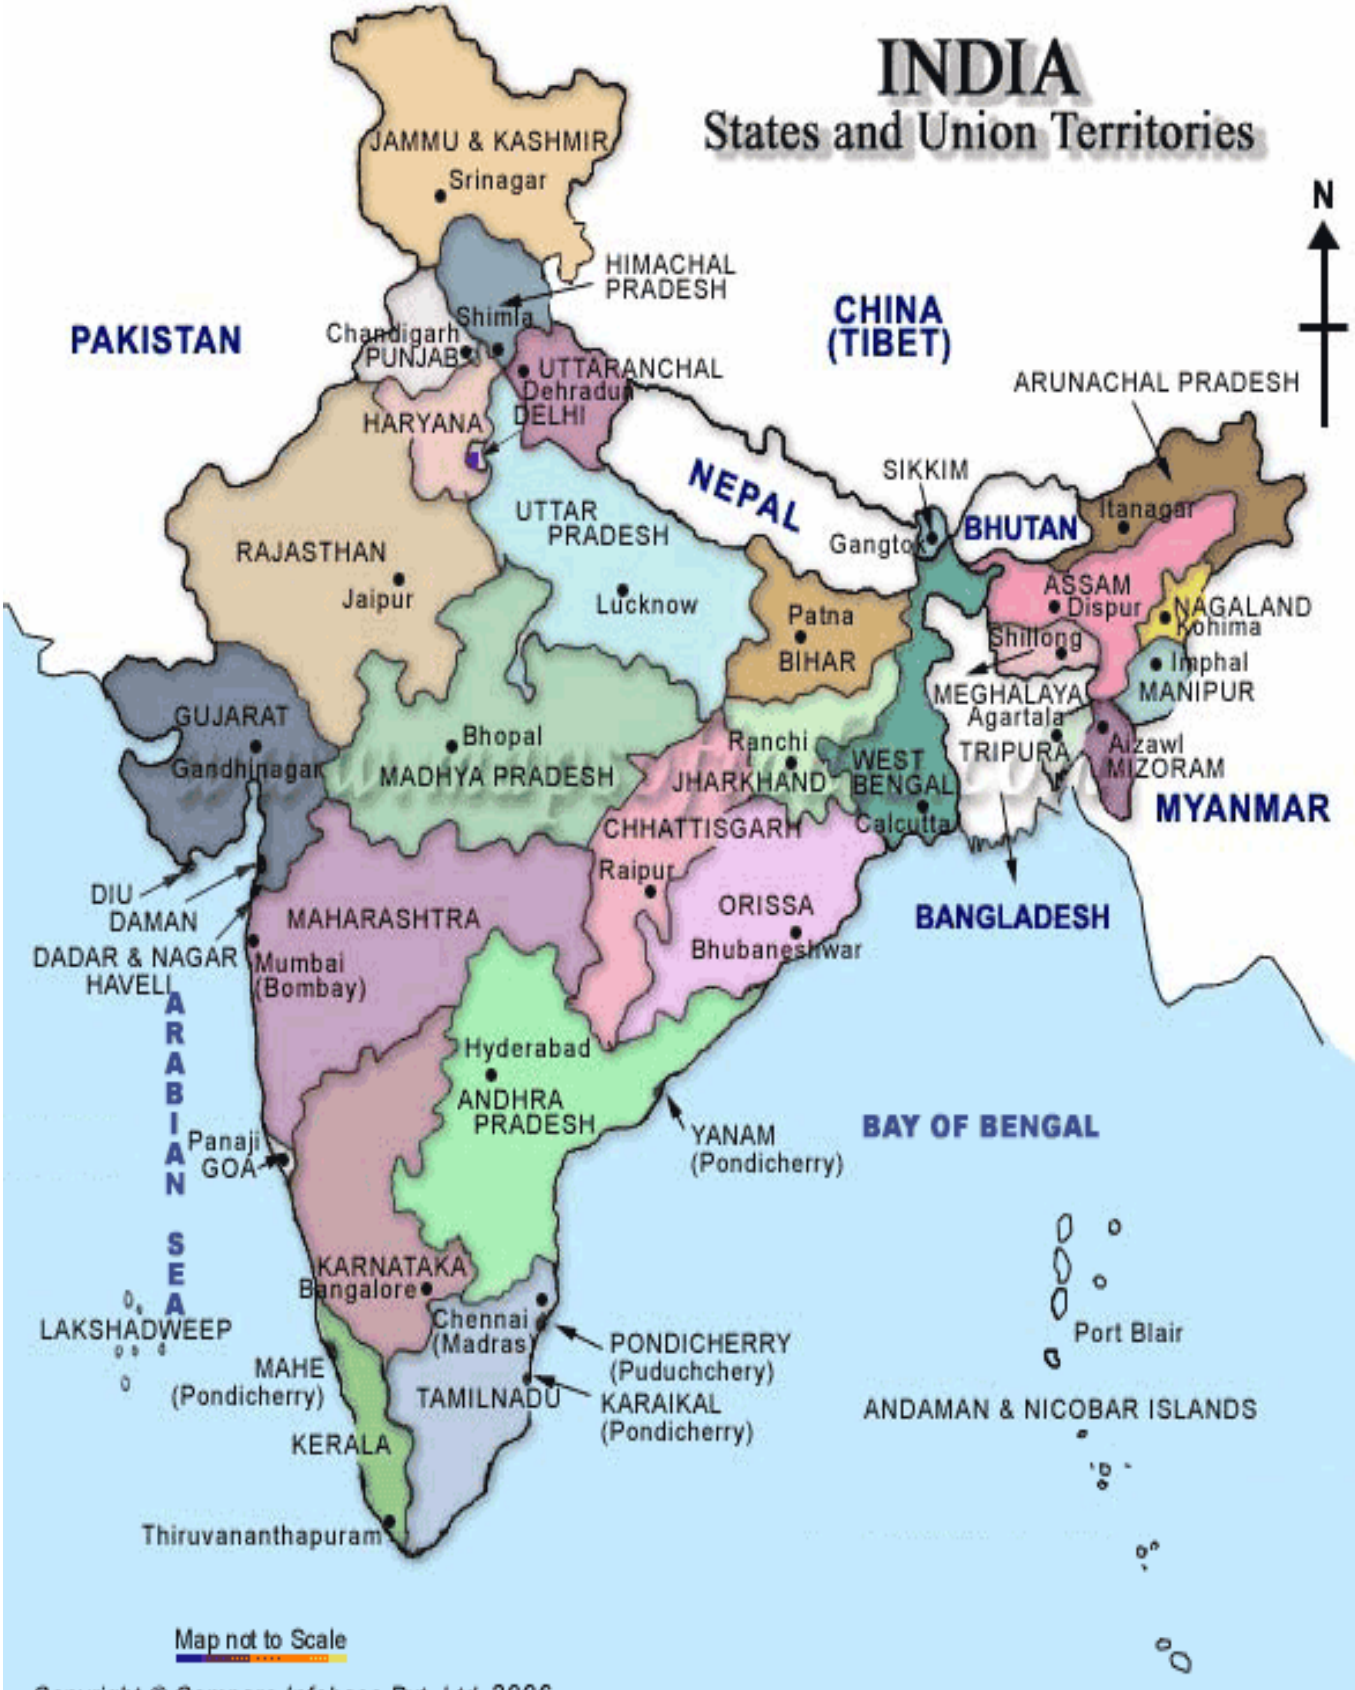 INDIA
States and Union Territories
N
JAMMU & KASHMIR
Srinagar
HIMACHAL
PRADESH
Shimla
PAKISTAN
CHINA
(TIBET)
Chandigarh
PUNJAB
UTTARANCHAL
Dehradun
DELHI
HARYANA
ARUNACHAL PRADESH
NEPAL
SIKKIM
Gangtok
BHUTAN
Itanagar
UTTAR
PRADESH
Lucknow
RAJASTHAN
Jaipur
ASSAM
Dispur
NAGALAND
Kohima
Patna
BIHAR
Shillong
MEGHALAYA
Imphal
MANIPUR
Agartala
TRIPURA
Aizawl
MIZORAM
MYANMAR
GUJARAT
Gandhinagar
Bhopal
MADHYA PRADESH
Ranchi
JHARKHAND
WEST
BENGAL
Calcutta
CHHATTISGARH
Raipur
ORISSA
Bhubaneshwar
BANGLADESH
DIU
DAMAN
DADAR & NAGAR
HAVELI
MAHARASHTRA
Mumbai
(Bombay)
ARABIAN SEA
Hyderabad
ANDHRA
PRADESH
YANAM
(Pondicherry)
BAY OF BENGAL
Panaji
GOA
KARNATAKA
Bangalore
Chennai
(Madras)
PONDICHERRY
(Puduchchery)
KARAIKAL
(Pondicherry)
TAMILNADU
LAKSHADWEEP
MAHE
(Pondicherry)
KERALA
Thiruvananthapuram
Port Blair
ANDAMAN & NICOBAR ISLANDS
Map not to Scale